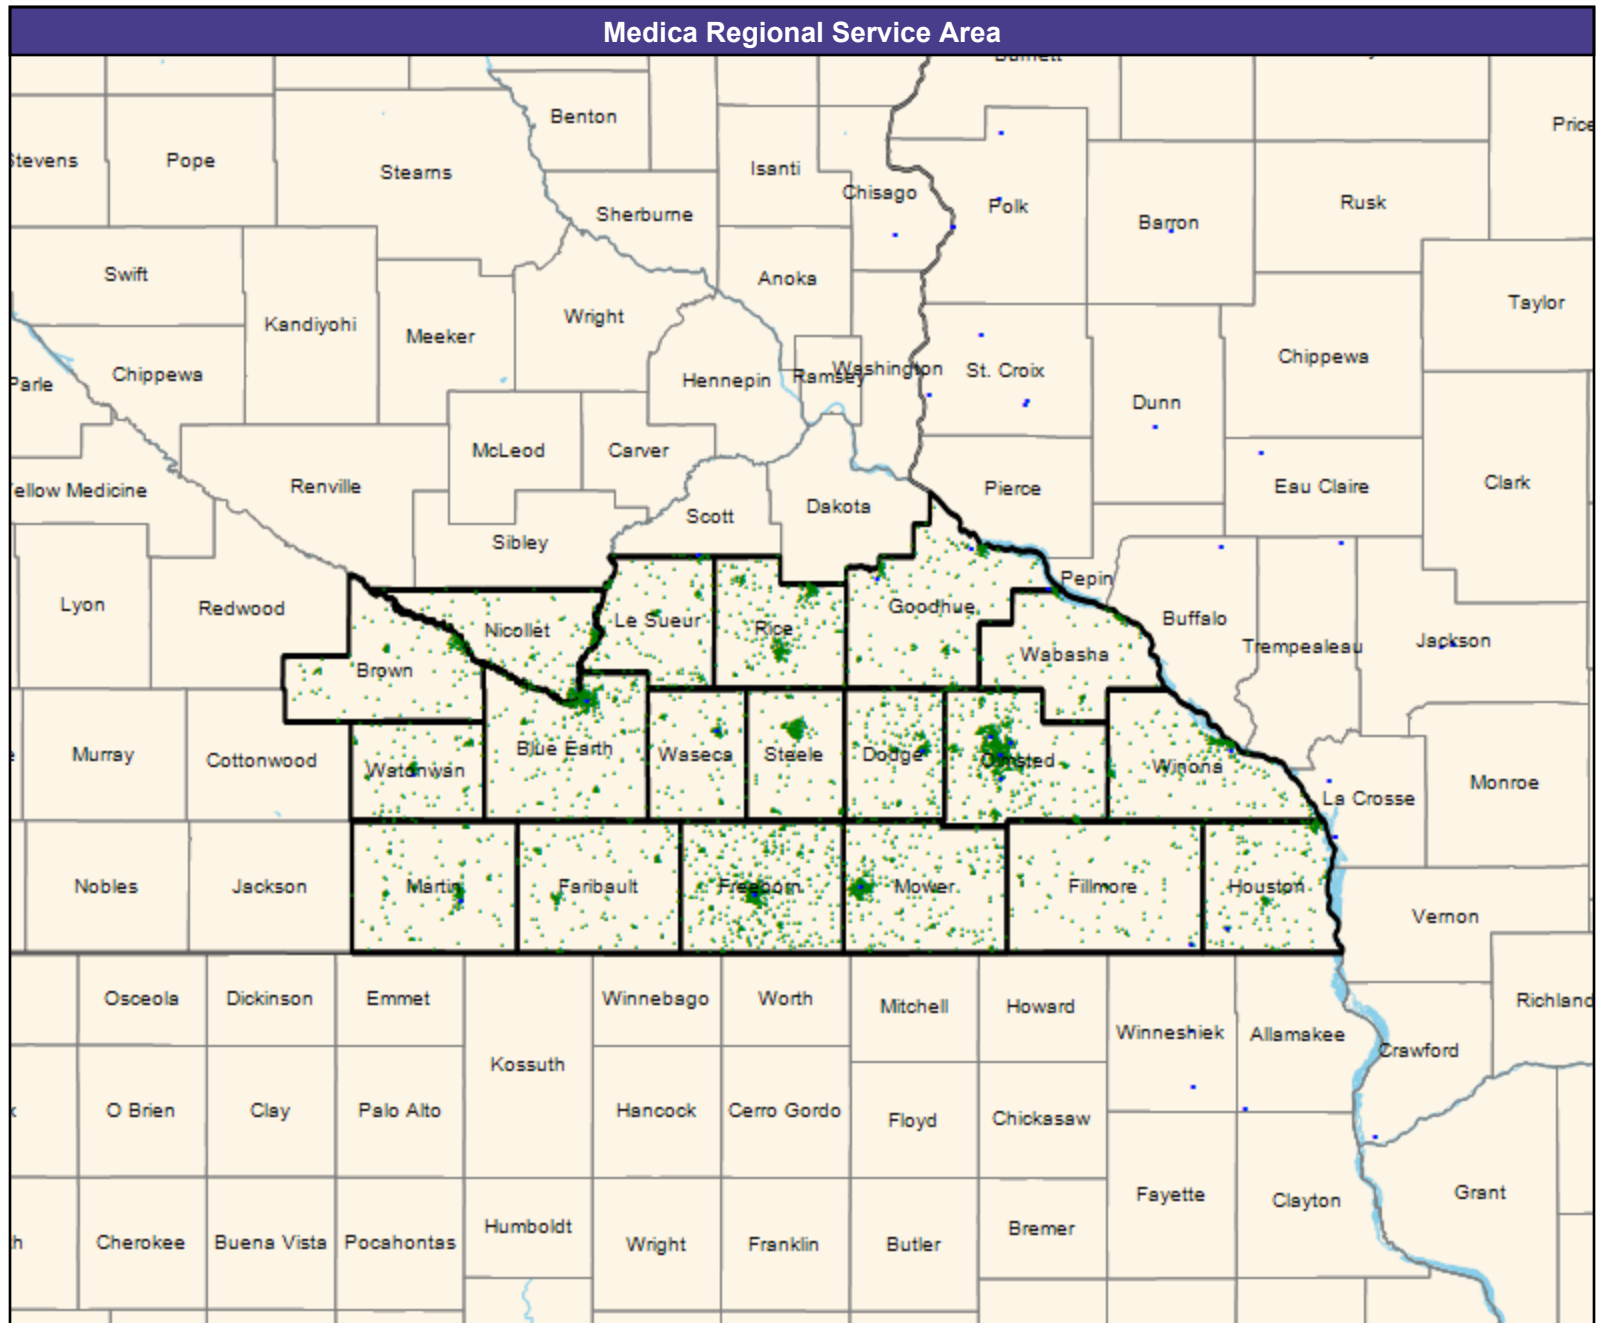 Medica Regional Service Area
Burnett
Benton
Price
Stevens
Pope
Stearns
Isanti
Chisago
Polk
Barron
Rusk
Sherburne
Swift
Anoka
Taylor
Kandiyohi
Meeker
Wright
Chippewa
Parle
Chippewa
Hennepin
Ramsey
Washington
St. Croix
Dunn
McLeod
Carver
Yellow Medicine
Renville
Scott
Dakota
Pierce
Eau Claire
Clark
Sibley
Pepin
Lyon
Redwood
Nicollet
Le Sueur
Rice
Goodhue
Buffalo
Trempealeau
Jackson
Brown
Wabasha
Murray
Cottonwood
Watonwan
Blue Earth
Waseca
Steele
Dodge
Olmsted
Winona
La Crosse
Monroe
Nobles
Jackson
Martin
Faribault
Freeborn
Mower
Fillmore
Houston
Vernon
Osceola
Dickinson
Emmet
Winnebago
Worth
Mitchell
Howard
Richland
Winneshiek
Allamakee
Crawford
Kossuth
O Brien
Clay
Palo Alto
Hancock
Cerro Gordo
Floyd
Chickasaw
Fayette
Clayton
Grant
Cherokee
Buena Vista
Pocahontas
Humboldt
Wright
Franklin
Butler
Bremer